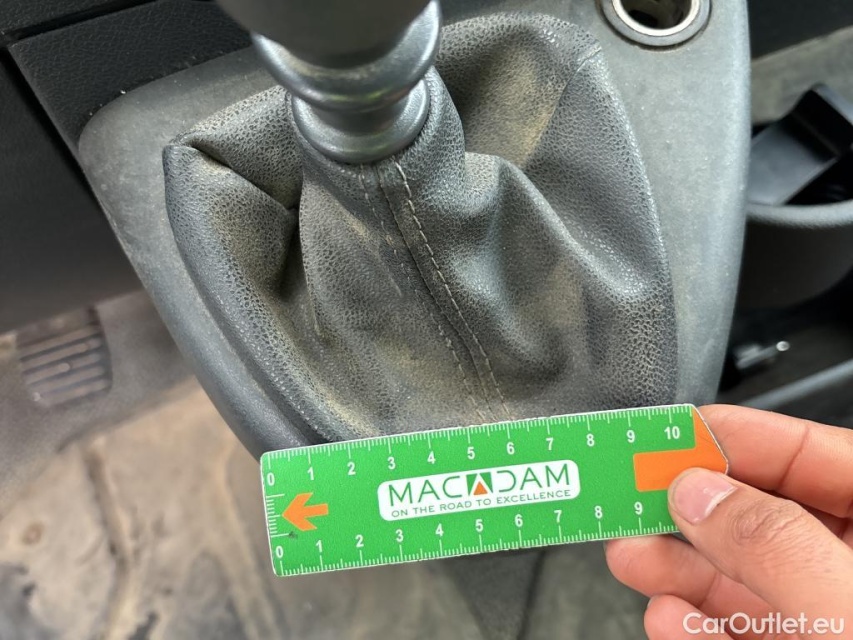 0 1 2 3 4 5 6 7 8 9 10
MACADAM
ON THE ROAD TO EXCELLENCE
0 1 2 3 4 5 6 7 8 9
CarOutlet.eu